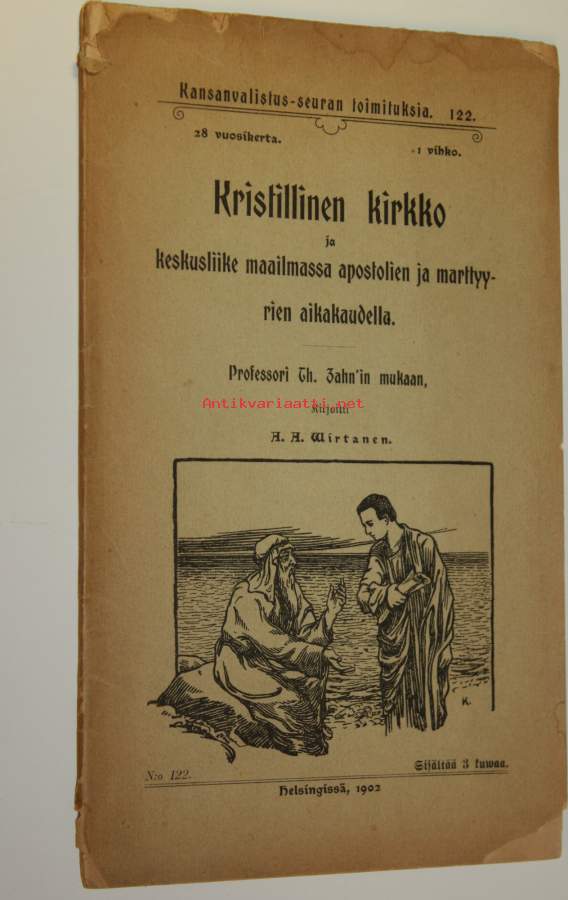 Kansanvalistus-seuran toimituksia. 122.
28 vuosikerta. 1 vihko.
Kristillinen kirkko
ja
keskusliike maailmassa apostolien ja marttyy-
rien aikakaudella.
Professori Th. Zahn'in mukaan,
Antikvariaatti.net
Kirjoitti
A. A. Wirtanen.
K.
N:o 122. Sisältää 3 kuwaa.
Helsingissä, 1902